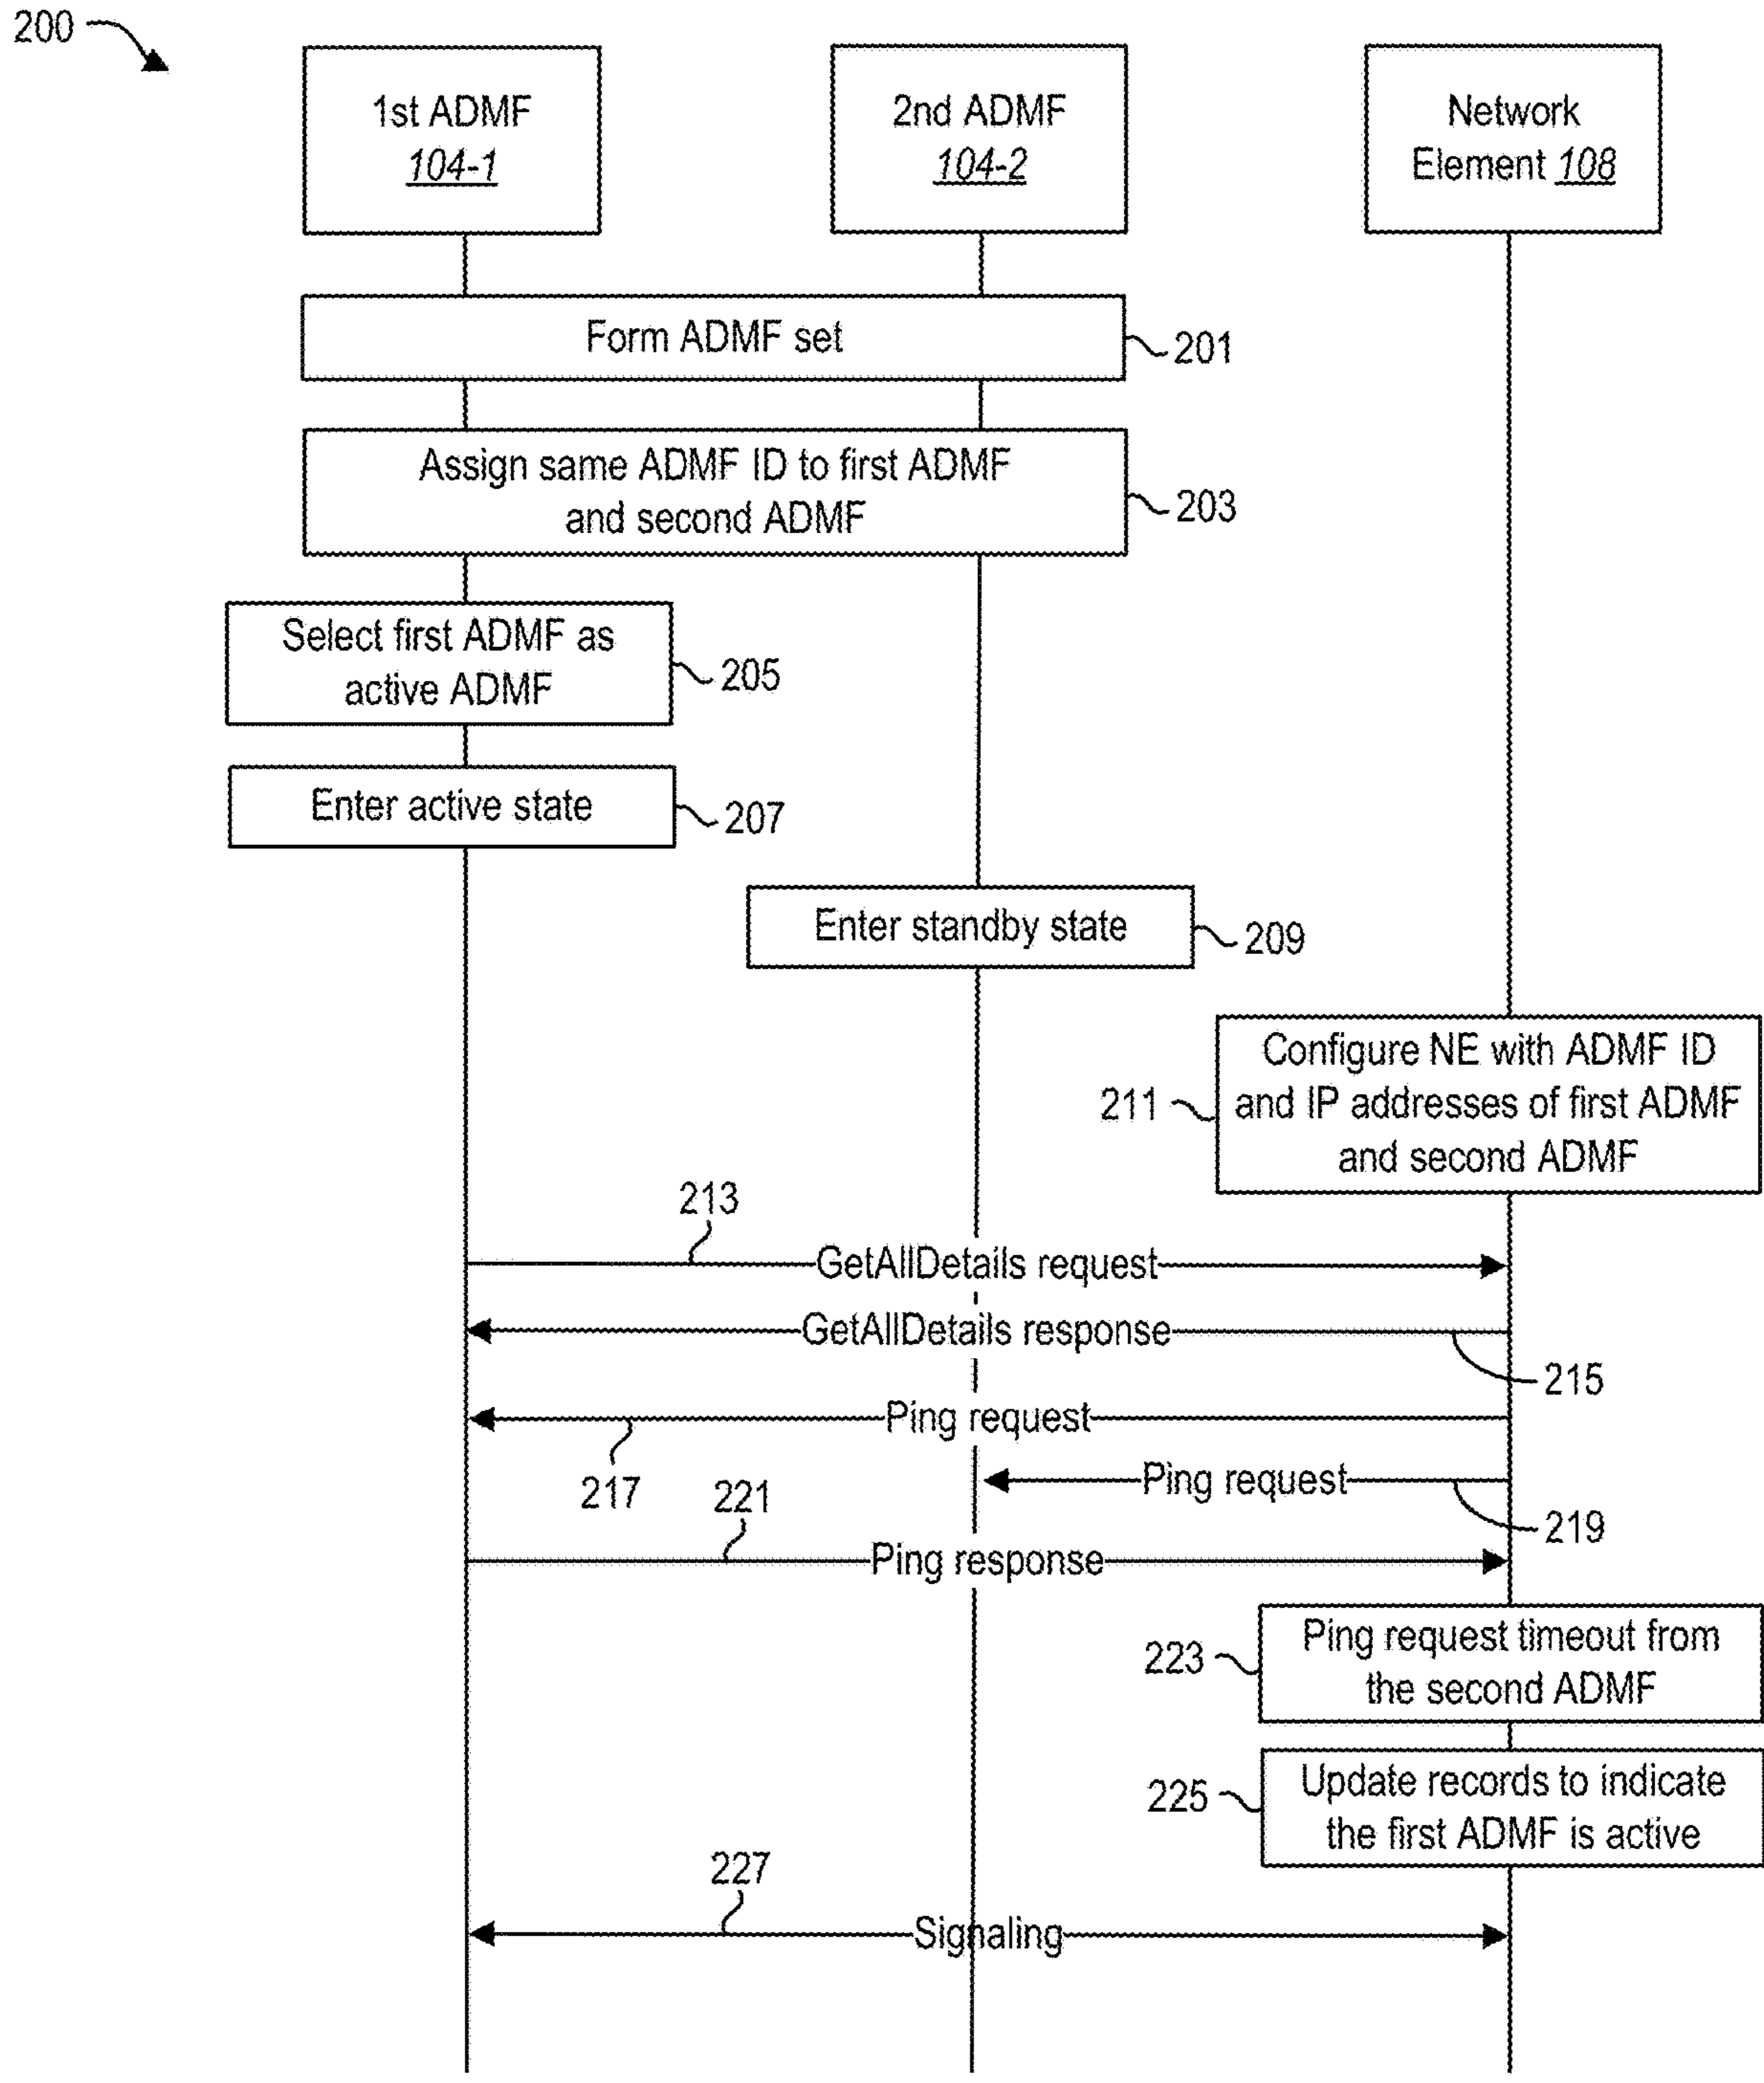 200
1st ADMF
104-1
2nd ADMF
104-2
Network
Element 108
Form ADMF set
201
Assign same ADMF ID to first ADMF
and second ADMF
203
Select first ADMF as
active ADMF
205
Enter active state
207
Enter standby state
209
Configure NE with ADMF ID
and IP addresses of first ADMF
and second ADMF
211
213
GetAllDetails request
GetAllDetails response
215
Ping request
217
Ping request
219
221
Ping response
Ping request timeout from
the second ADMF
223
Update records to indicate
the first ADMF is active
225
227
Signaling